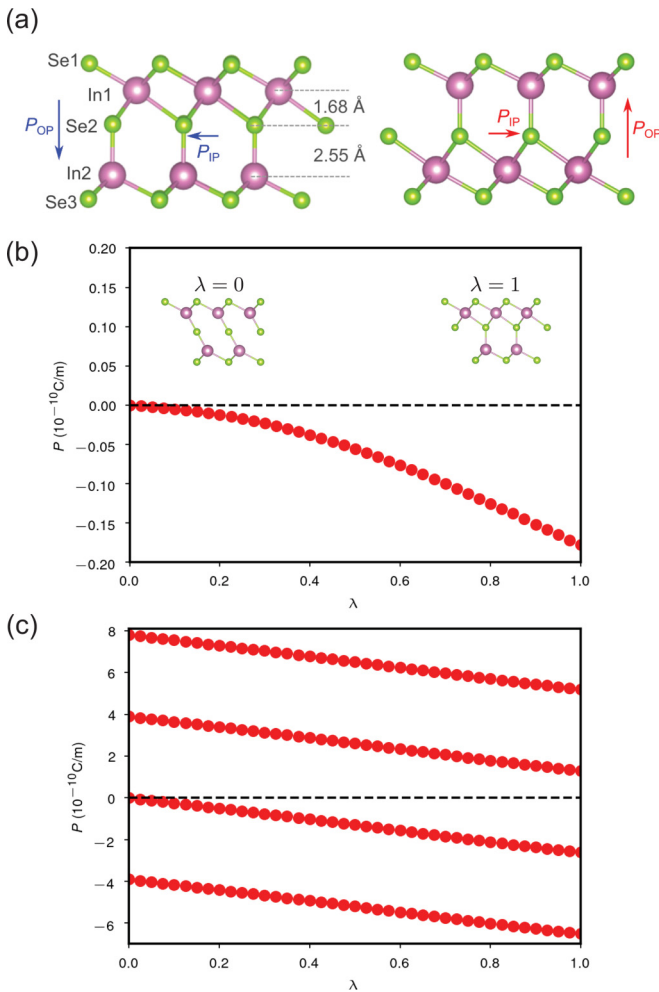 (a)
Se1
In1
Se2
In2
Se3
P_OP
P_IP
1.68 Å
2.55 Å
P_IP
P_OP
(b)
λ = 0
λ = 1
0.20
0.15
0.10
0.05
0.00
−0.05
−0.10
−0.15
−0.20
P (10⁻¹⁰C/m)
0.0 0.2 0.4 0.6 0.8 1.0
λ
(c)
8
6
4
2
0
−2
−4
−6
P (10⁻¹⁰C/m)
0.0 0.2 0.4 0.6 0.8 1.0
λ